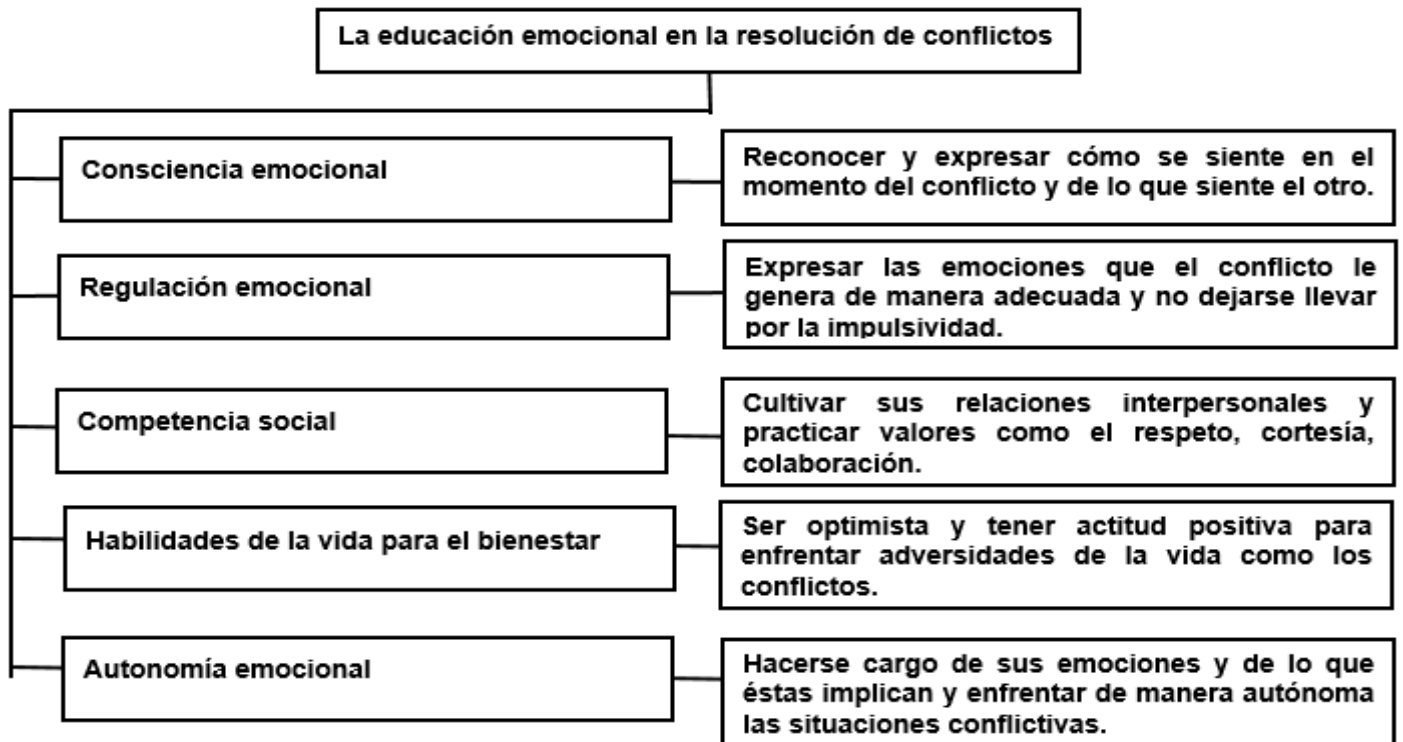 La educación emocional en la resolución de conflictos
Consciencia emocional
Reconocer y expresar cómo se siente en el
momento del conflicto y de lo que siente el otro.
Regulación emocional
Expresar las emociones que el conflicto le
genera de manera adecuada y no dejarse llevar
por la impulsividad.
Competencia social
Cultivar sus relaciones interpersonales y
practicar valores como el respeto, cortesía,
colaboración.
Habilidades de la vida para el bienestar
Ser optimista y tener actitud positiva para
enfrentar adversidades de la vida como los
conflictos.
Autonomía emocional
Hacerse cargo de sus emociones y de lo que
éstas implican y enfrentar de manera autónoma
las situaciones conflictivas.